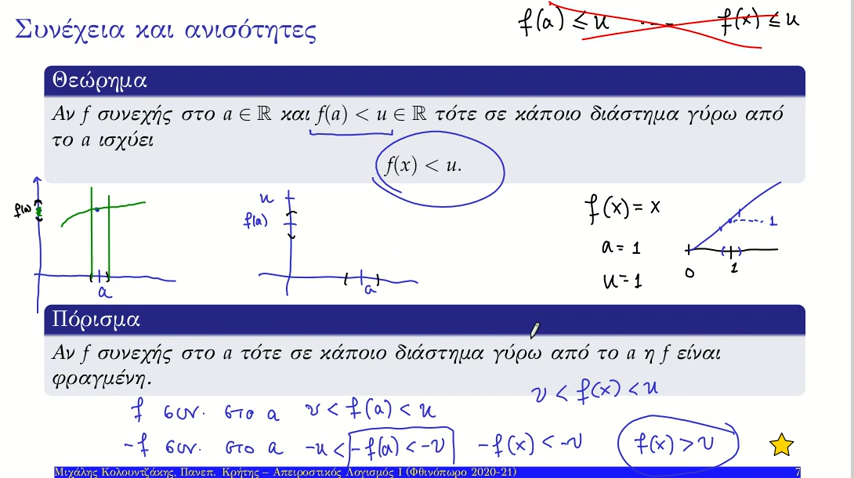 Συνέχεια και ανισότητες
f(a) ≤ u ...... f(x) ≤ u
Θεώρημα
Αν f συνεχής στο a ∈ ℝ και f(a) < u ∈ ℝ τότε σε κάποιο διάστημα γύρω από
το a ισχύει
f(x) < u.
f(a)
a
u
f(a)
a
f(x) = x
a = 1
u = 1
1
0
1
Πόρισμα
Αν f συνεχής στο a τότε σε κάποιο διάστημα γύρω από το a η f είναι
φραγμένη.
υ < f(x) < u
f συν. στο a υ < f(a) < u
-f συν. στο a -u < -f(a) < -υ -f(x) < -υ f(x) > υ
Μιχάλης Κολουντζάκης, Πανεπ. Κρήτης – Απειροστικός Λογισμός Ι (Φθινόπωρο 2020-21) 7